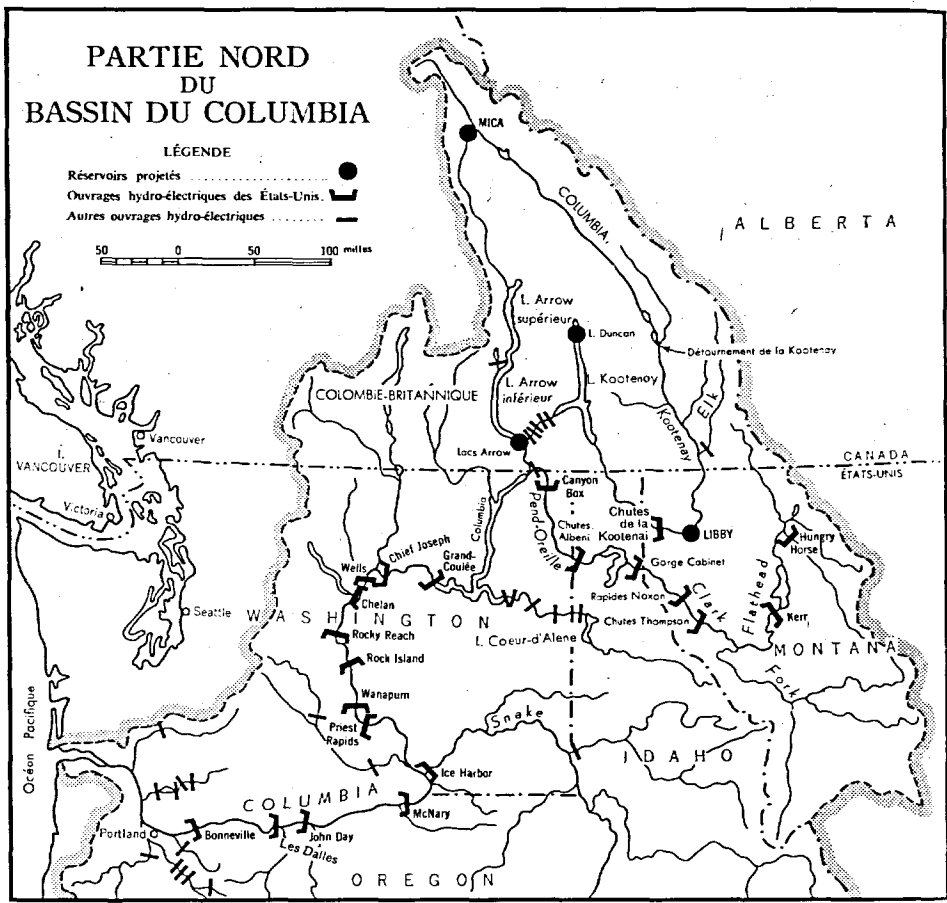 PARTIE NORD
DU
BASSIN DU COLUMBIA
LÉGENDE
Réservoirs projetés
Ouvrages hydro-électriques des États-Unis
Autres ouvrages hydro-électriques
50 0 50 100 milles
MICA
COLUMBIA
ALBERTA
L. Arrow
supérieur
L. Duncan
Détournement de la Kootenay
L. Kootenay
L. Arrow
inférieur
COLOMBIE-BRITANNIQUE
Kootenay
Elk
Vancouver
I.
VANCOUVER
Lacs Arrow
CANADA
ÉTATS-UNIS
Victoria
Columbia
Pend-Oreille
Canyon
Box
Chutes
Albeni
Chutes
de la
Kootenai
LIBBY
Hungry
Horse
Chief Joseph
Grand-
Coulée
Wells
Gorge Cabinet
Chelan
Rapides Noxon
Clark
Flathead
Seattle
WASHINGTON
Chutes Thompson
Kerr
Rocky Reach
L. Coeur-d'Alene
MONTANA
Rock Island
Fork
Océan Pacifique
Wanapum
Priest
Rapids
Snake
IDAHO
Ice Harbor
COLUMBIA
McNary
Portland
Bonneville
John Day
Les Dalles
OREGON